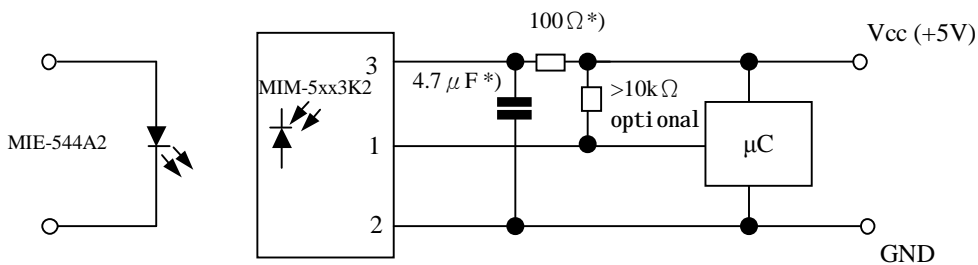 100Ω*)
Vcc (+5V)
3
MIM-5xx3K2
4.7μF*)
>10kΩ
optional
MIE-544A2
1
μC
2
GND